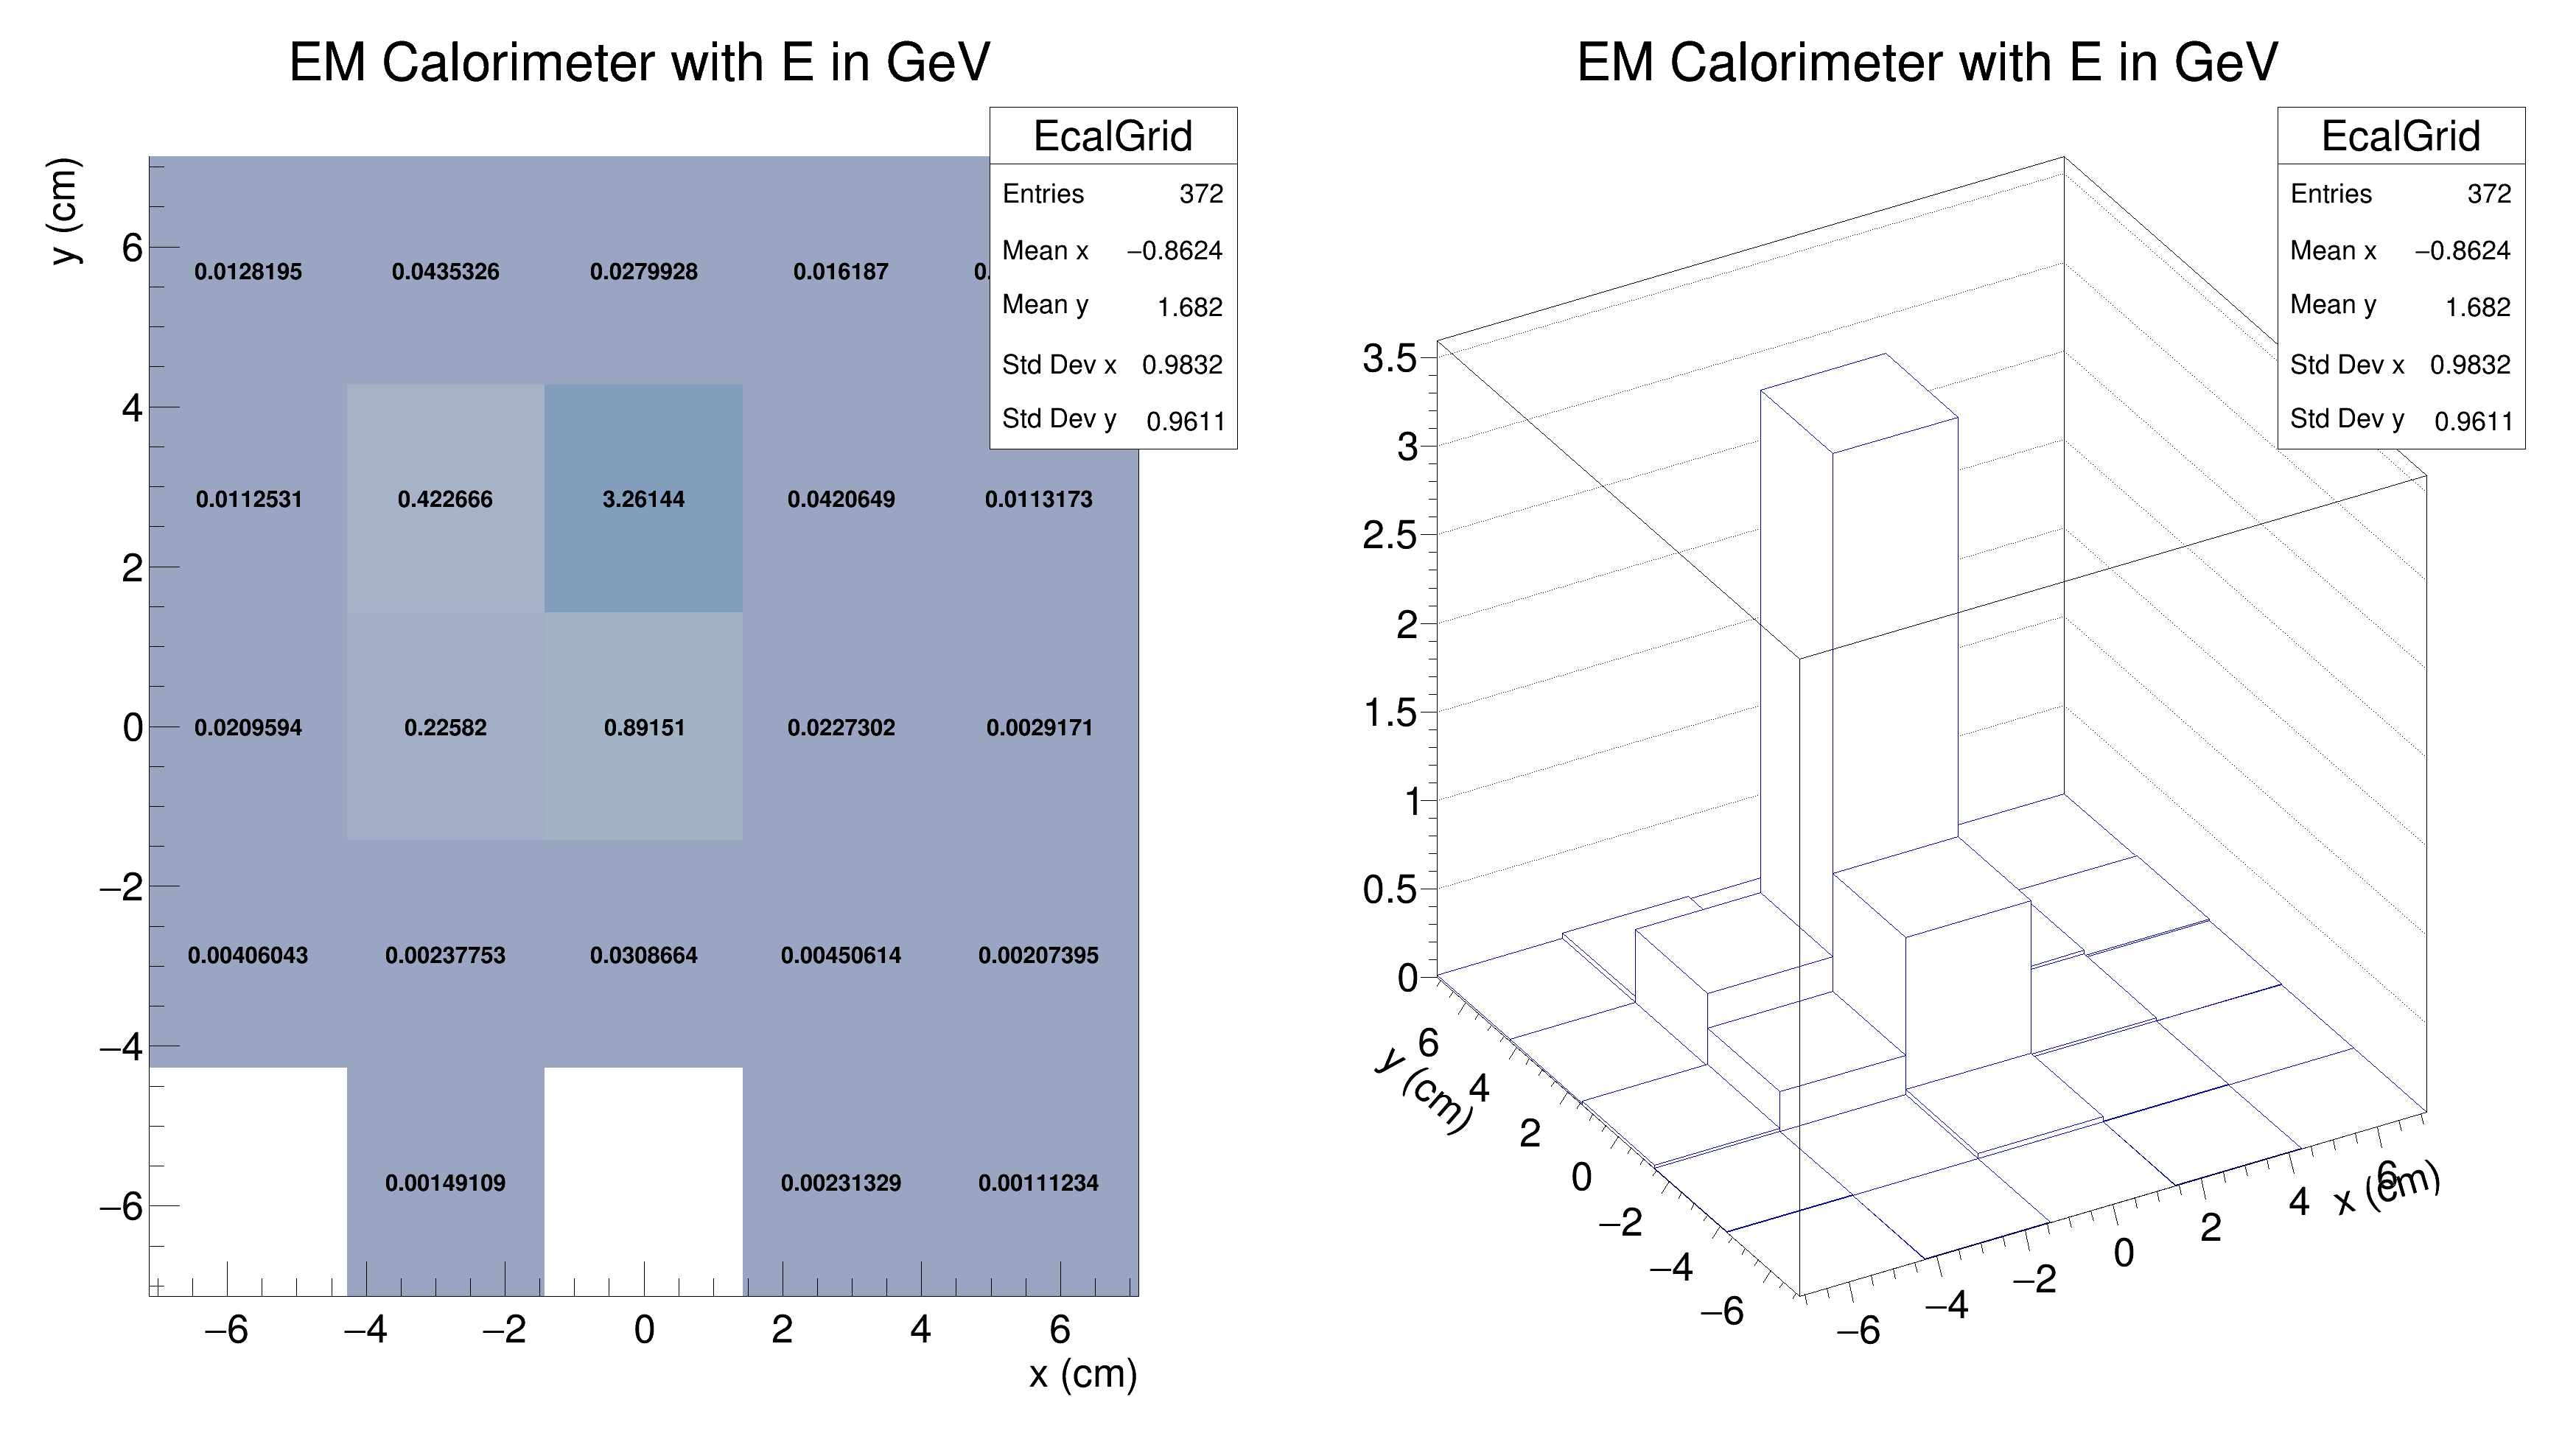 EM Calorimeter with E in GeV
EcalGrid
Entries 372
Mean x −0.8624
Mean y 1.682
Std Dev x 0.9832
Std Dev y 0.9611
y (cm)
6
4
2
0
−2
−4
−6
0.0128195 0.0435326 0.0279928 0.016187 0.
0.0112531 0.422666 3.26144 0.0420649 0.0113173
0.0209594 0.22582 0.89151 0.0227302 0.0029171
0.00406043 0.00237753 0.0308664 0.00450614 0.00207395
0.00149109 0.00231329 0.00111234
−6 −4 −2 0 2 4 6
x (cm)
EM Calorimeter with E in GeV
EcalGrid
Entries 372
Mean x −0.8624
Mean y 1.682
Std Dev x 0.9832
Std Dev y 0.9611
3.5
3
2.5
2
1.5
1
0.5
0
y (cm)
6
4
2
0
−2
−4
−6
−6
−4
−2
0
2
4
6
x (cm)